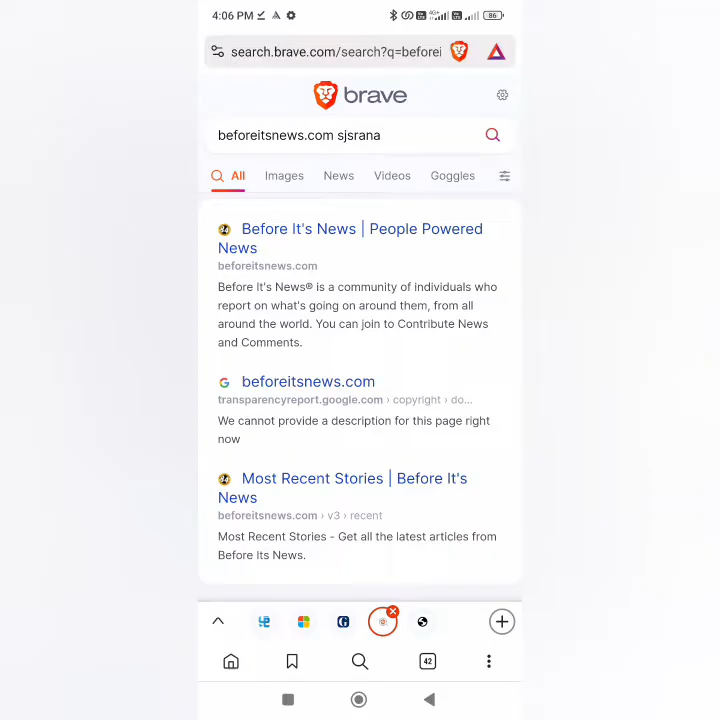 4:06 PM
86
search.brave.com/search?q=beforei
brave
beforeitsnews.com sjsrana
All Images News Videos Goggles
Before It's News | People Powered
News
beforeitsnews.com
Before It's News® is a community of individuals who
report on what's going on around them, from all
around the world. You can join to Contribute News
and Comments.
beforeitsnews.com
transparencyreport.google.com › copyright › do...
We cannot provide a description for this page right
now
Most Recent Stories | Before It's
News
beforeitsnews.com › v3 › recent
Most Recent Stories - Get all the latest articles from
Before Its News.
42